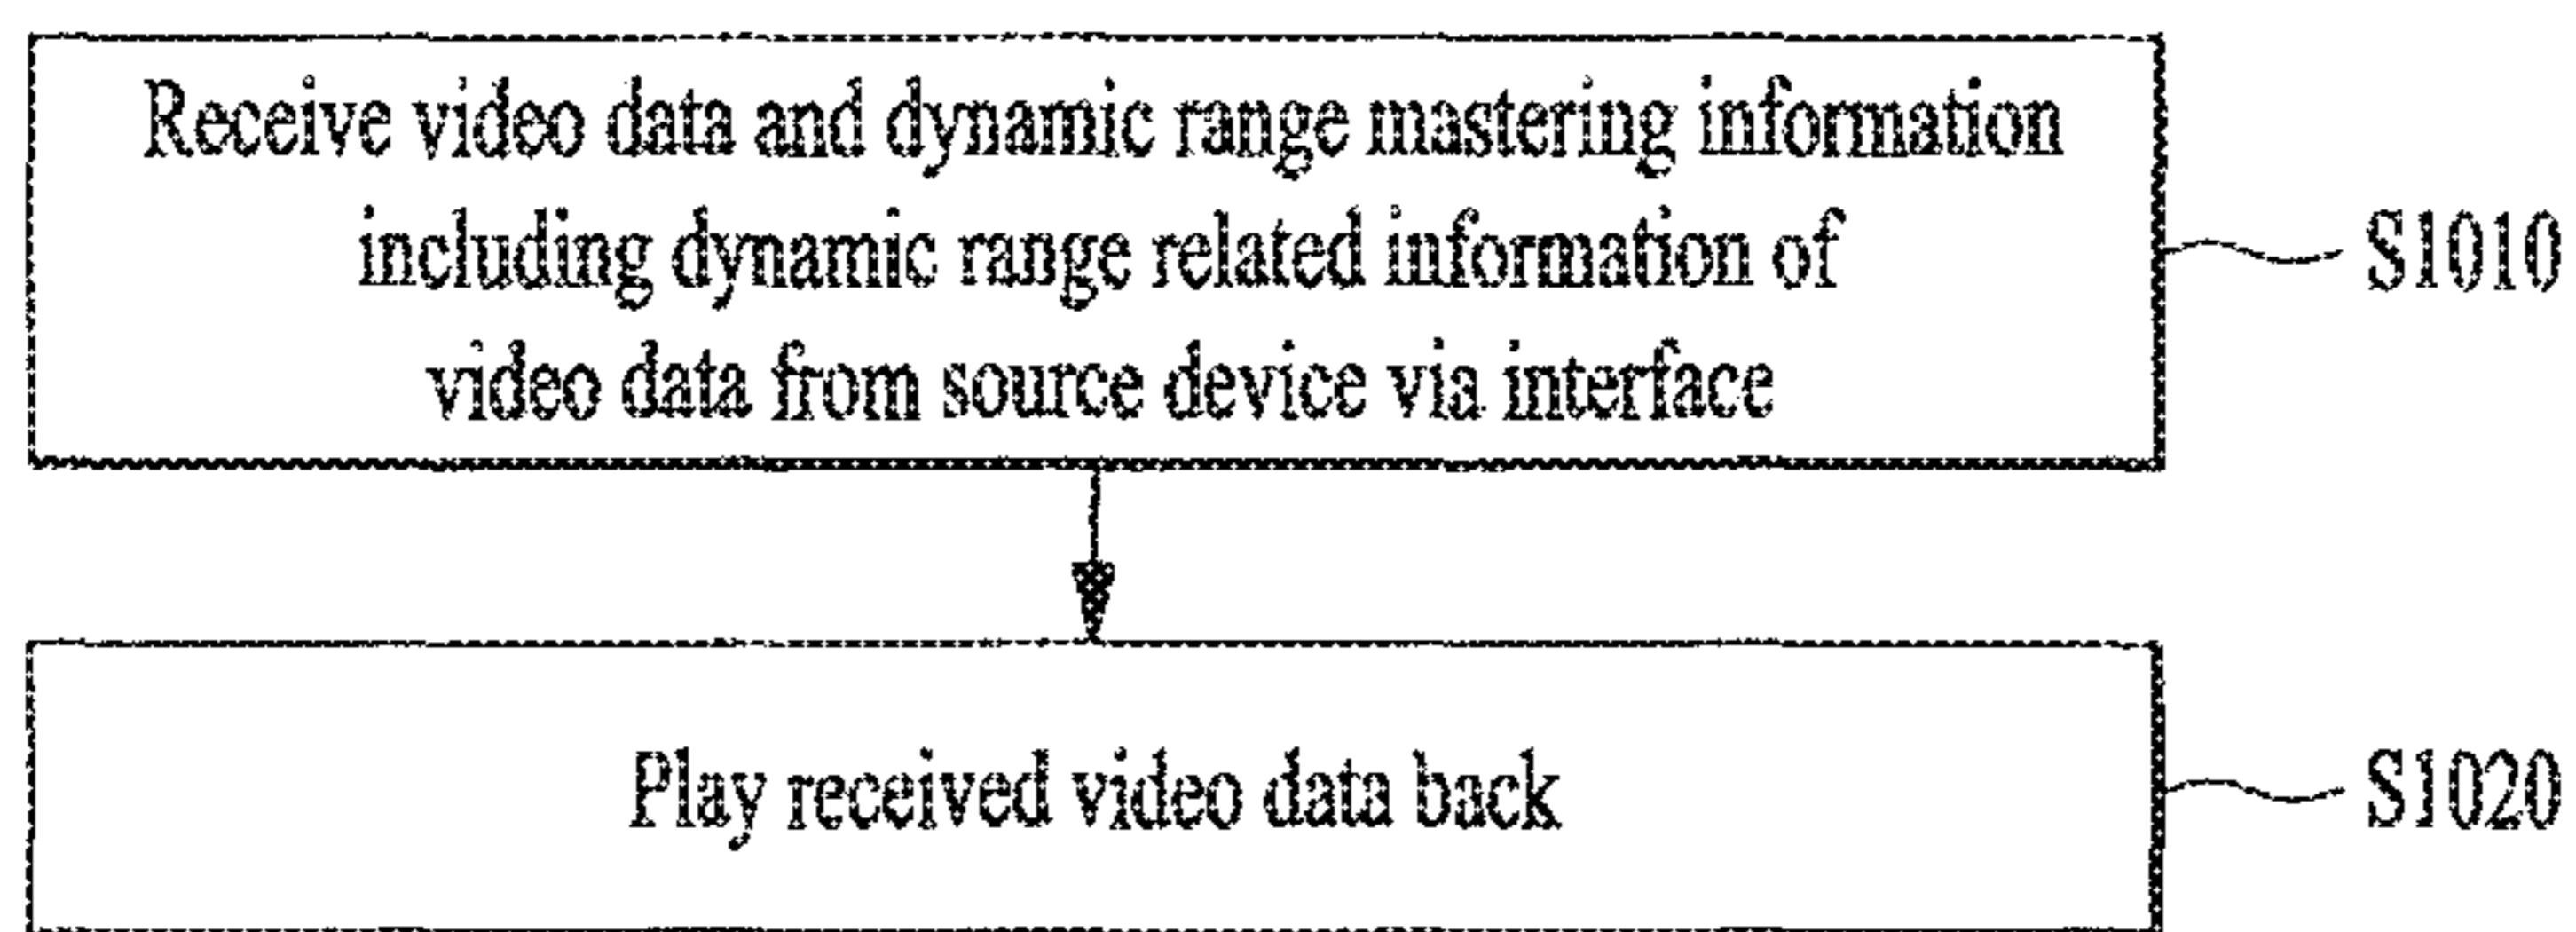 Receive video data and dynamic range mastering information
including dynamic range related information of
video data from source device via interface
S1010
Play received video data back
S1020